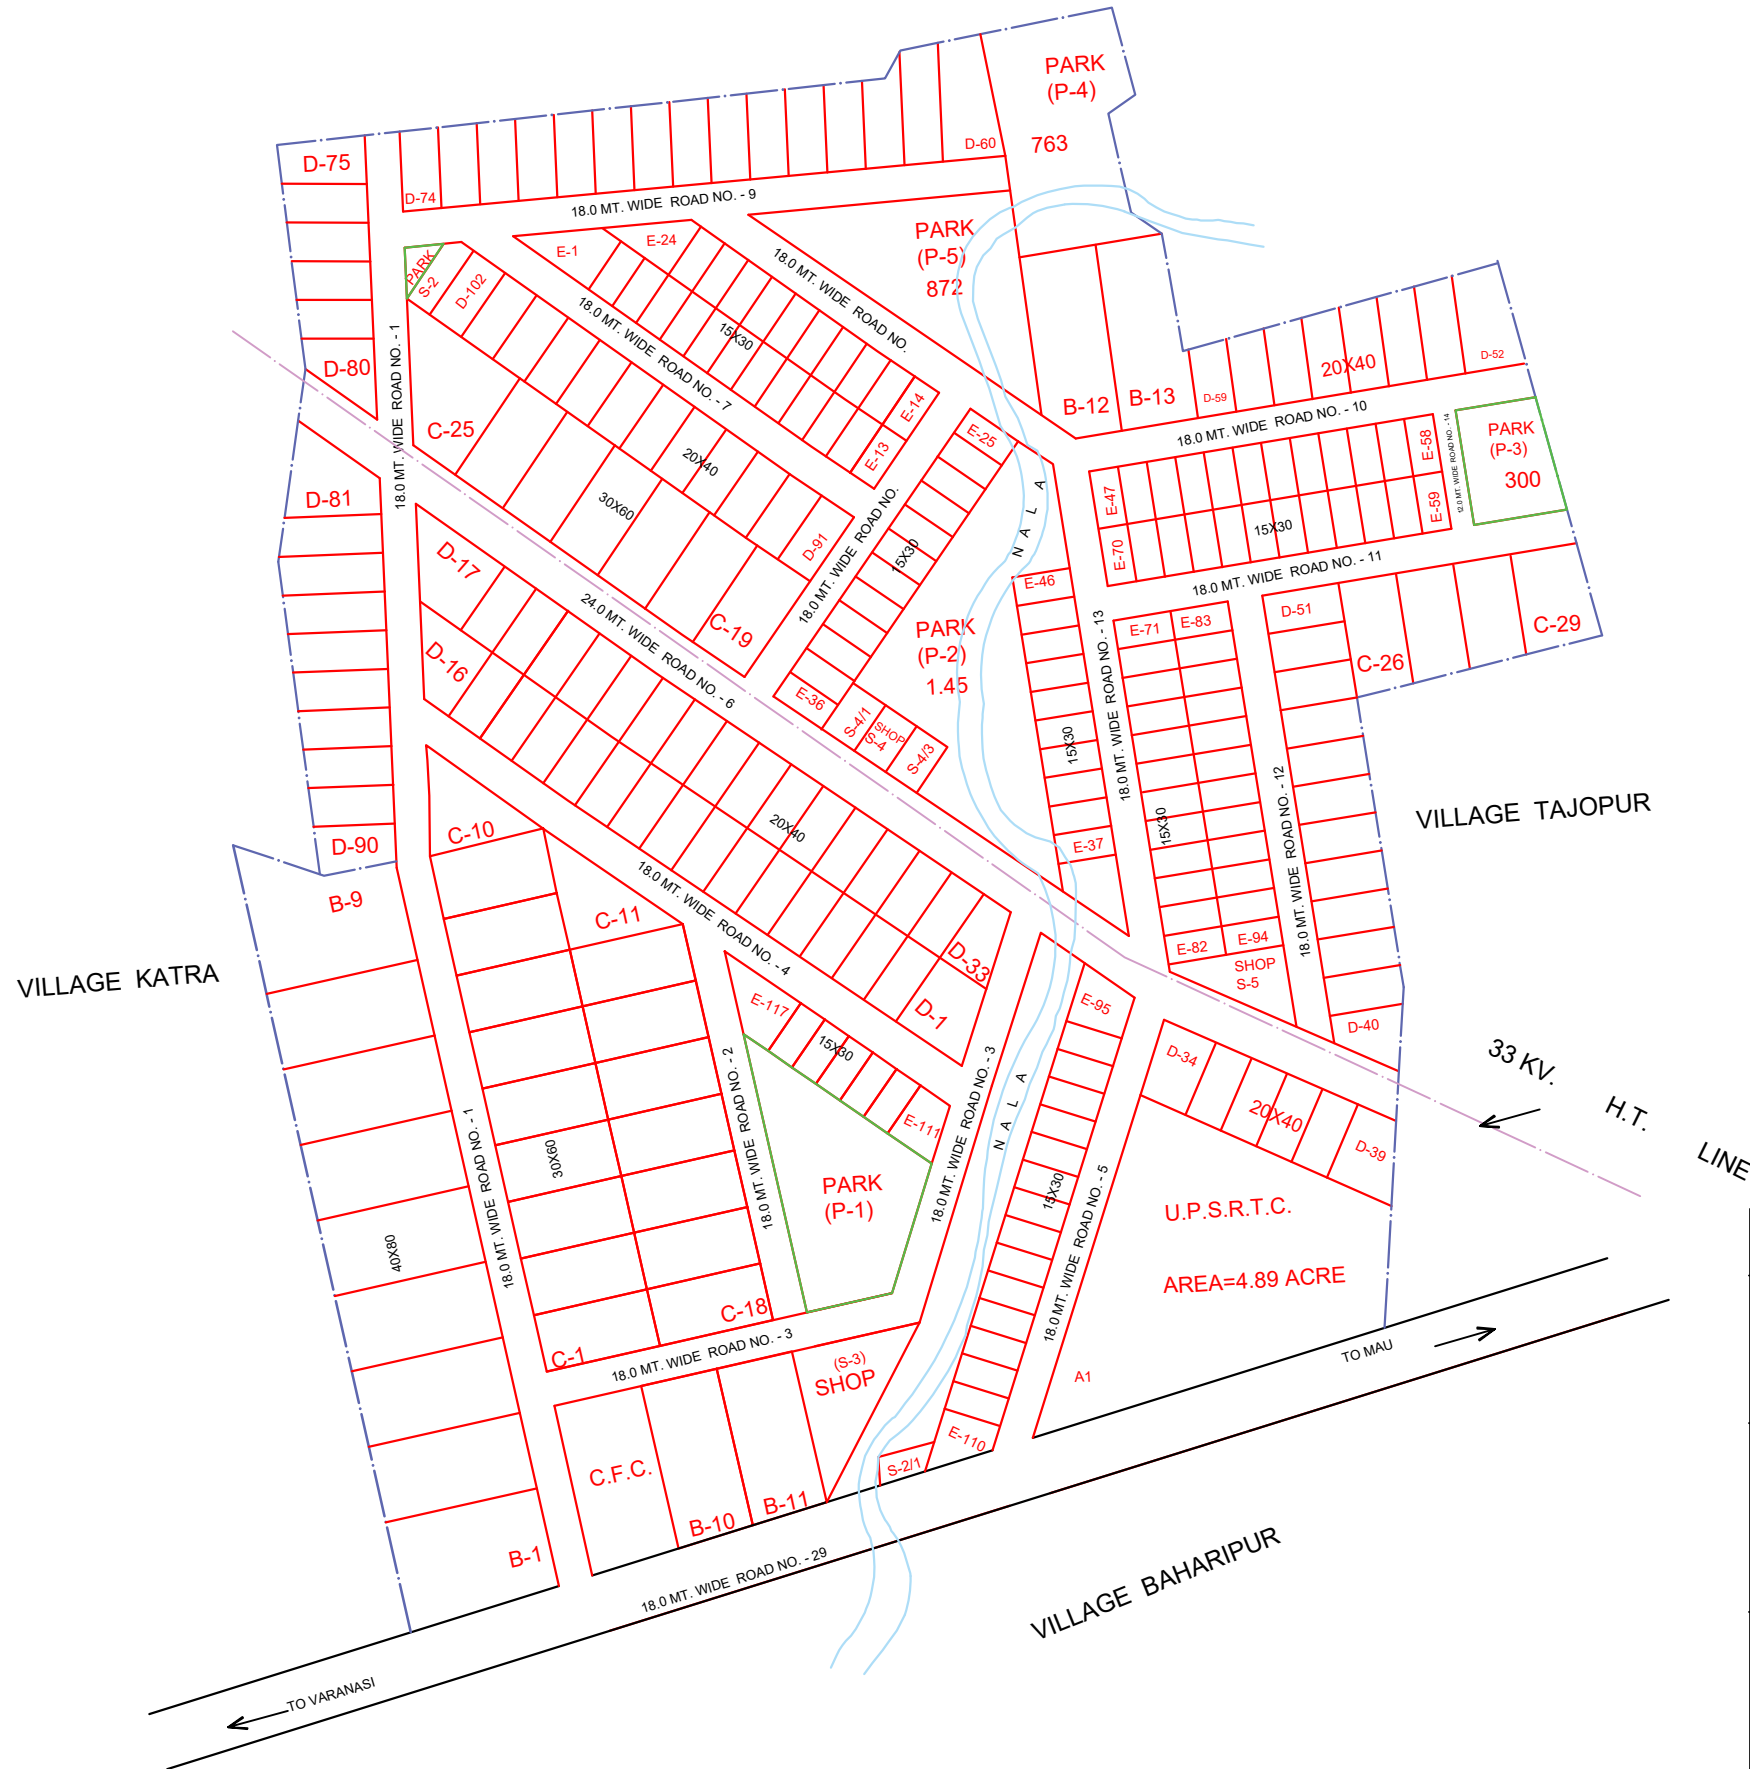 PARK
(P-4)
763
D-75
D-60
D-74
18.0 MT. WIDE ROAD NO. - 9
PARK
(P-5)
872
E-1
E-24
18.0 MT. WIDE ROAD NO.
PARK
S-2
D-102
18.0 MT. WIDE ROAD NO. - 7
15X30
D-80
18.0 MT. WIDE ROAD NO. - 1
B-12
B-13
D-59
20X40
D-52
18.0 MT. WIDE ROAD NO. - 10
E-14
E-13
E-25
C-25
20X40
30X60
D-91
C-19
18.0 MT. WIDE ROAD NO.
15X30
NALA
E-47
E-70
E-58
E-59
15X30
12.0 MT. WIDE ROAD NO. - 14
PARK
(P-3)
300
18.0 MT. WIDE ROAD NO. - 11
D-81
D-17
D-16
24.0 MT. WIDE ROAD NO. - 6
E-46
PARK
(P-2)
1.45
E-36
S-4/1
SHOP
S-4
S-4/3
15X30
E-37
18.0 MT. WIDE ROAD NO. - 13
E-71
E-83
15X30
E-82
E-94
SHOP
S-5
18.0 MT. WIDE ROAD NO. - 12
D-51
C-26
C-29
D-40
VILLAGE TAJOPUR
D-90
B-9
C-10
C-11
20X40
18.0 MT. WIDE ROAD NO. - 4
D-33
D-1
VILLAGE KATRA
E-117
15X30
E-111
18.0 MT. WIDE ROAD NO. - 2
PARK
(P-1)
18.0 MT. WIDE ROAD NO. - 3
NALA
E-95
15X30
E-110
18.0 MT. WIDE ROAD NO. - 5
D-34
20X40
D-39
33 KV.
H.T.
LINE
U.P.S.R.T.C.
AREA=4.89 ACRE
A1
18.0 MT. WIDE ROAD NO. - 1
30X60
40X80
C-18
C-1
18.0 MT. WIDE ROAD NO. - 3
(S-3)
SHOP
C.F.C.
B-10
B-11
S-2/1
B-1
TO MAU
18.0 MT. WIDE ROAD NO. - 29
VILLAGE BAHARIPUR
TO VARANASI